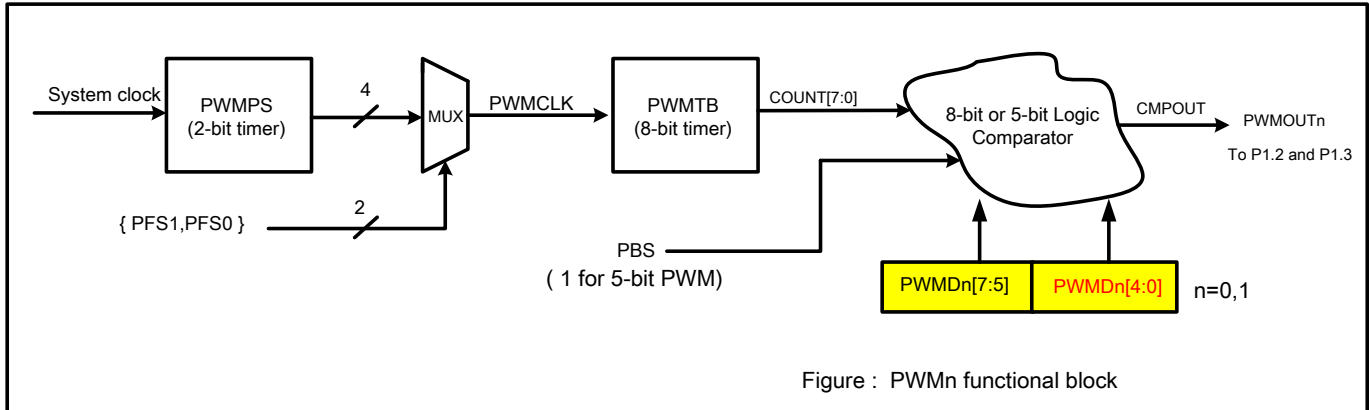 System clock
PWMPS
(2-bit timer)
4
MUX
PWMCLK
PWMTB
(8-bit timer)
COUNT[7:0]
8-bit or 5-bit Logic
Comparator
CMPOUT
PWMOUTn
To P1.2 and P1.3
{ PFS1,PFS0 }
2
PBS
( 1 for 5-bit PWM)
PWMDn[7:5]
PWMDn[4:0]
n=0,1
Figure : PWMn functional block